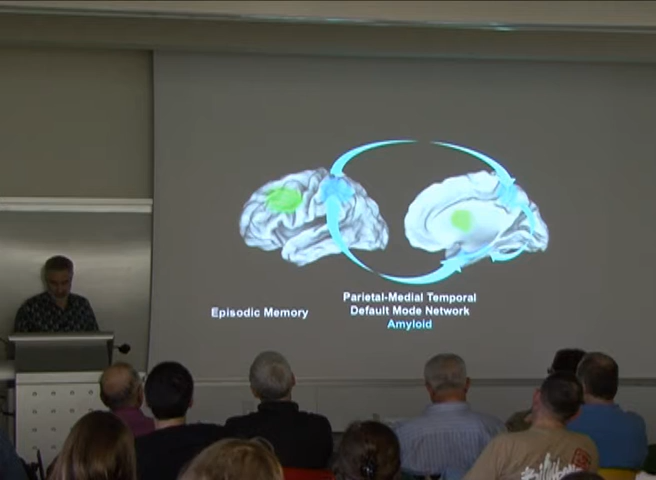 Episodic Memory
Parietal-Medial Temporal
Default Mode Network
Amyloid